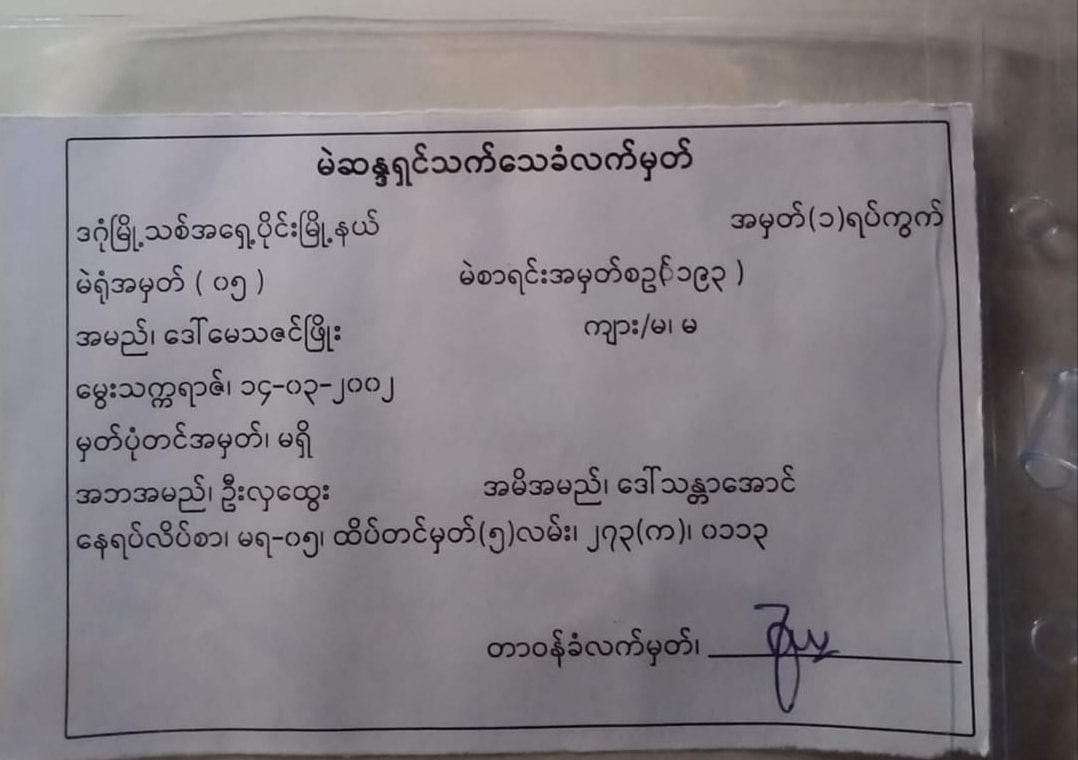 မဲဆန္ဒရှင်သက်သေခံလက်မှတ်
ဒဂုံမြို့သစ်အရှေ့ပိုင်းမြို့နယ် အမှတ်(၁)ရပ်ကွက်
မဲရုံအမှတ် ( ၀၅ ) မဲစာရင်းအမှတ်စဥ်(၁၉၃ )
အမည်၊ ဒေါ်မေသဇင်ဖြိုး ကျား/မ၊ မ
မွေးသက္ကရာဇ်၊ ၁၄-၀၃-၂၀၀၂
မှတ်ပုံတင်အမှတ်၊ မရှိ
အဘအမည်၊ ဦးလှထွေး အမိအမည်၊ ဒေါ်သန္တာအောင်
နေရပ်လိပ်စာ၊ မရ-၀၅၊ ထိပ်တင်မှတ်(၅)လမ်း၊ ၂၇၃(က)၊ ၀၁၁၃
တာဝန်ခံလက်မှတ်၊